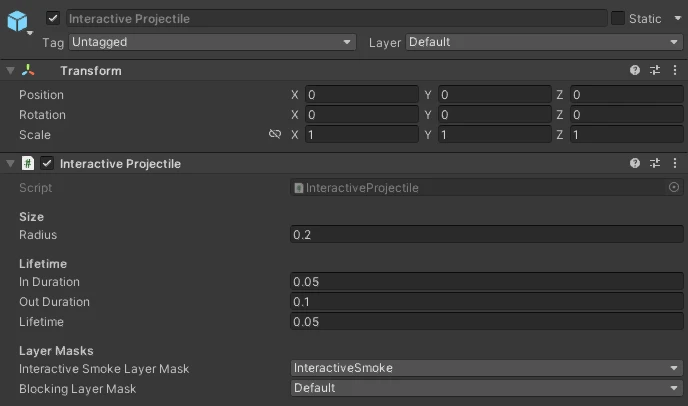 Interactive Projectile Static
Tag Untagged Layer Default
Transform
Position X 0 Y 0 Z 0
Rotation X 0 Y 0 Z 0
Scale X 1 Y 1 Z 1
# Interactive Projectile
Script # InteractiveProjectile
Size
Radius 0.2
Lifetime
In Duration 0.05
Out Duration 0.1
Lifetime 0.05
Layer Masks
Interactive Smoke Layer Mask InteractiveSmoke
Blocking Layer Mask Default